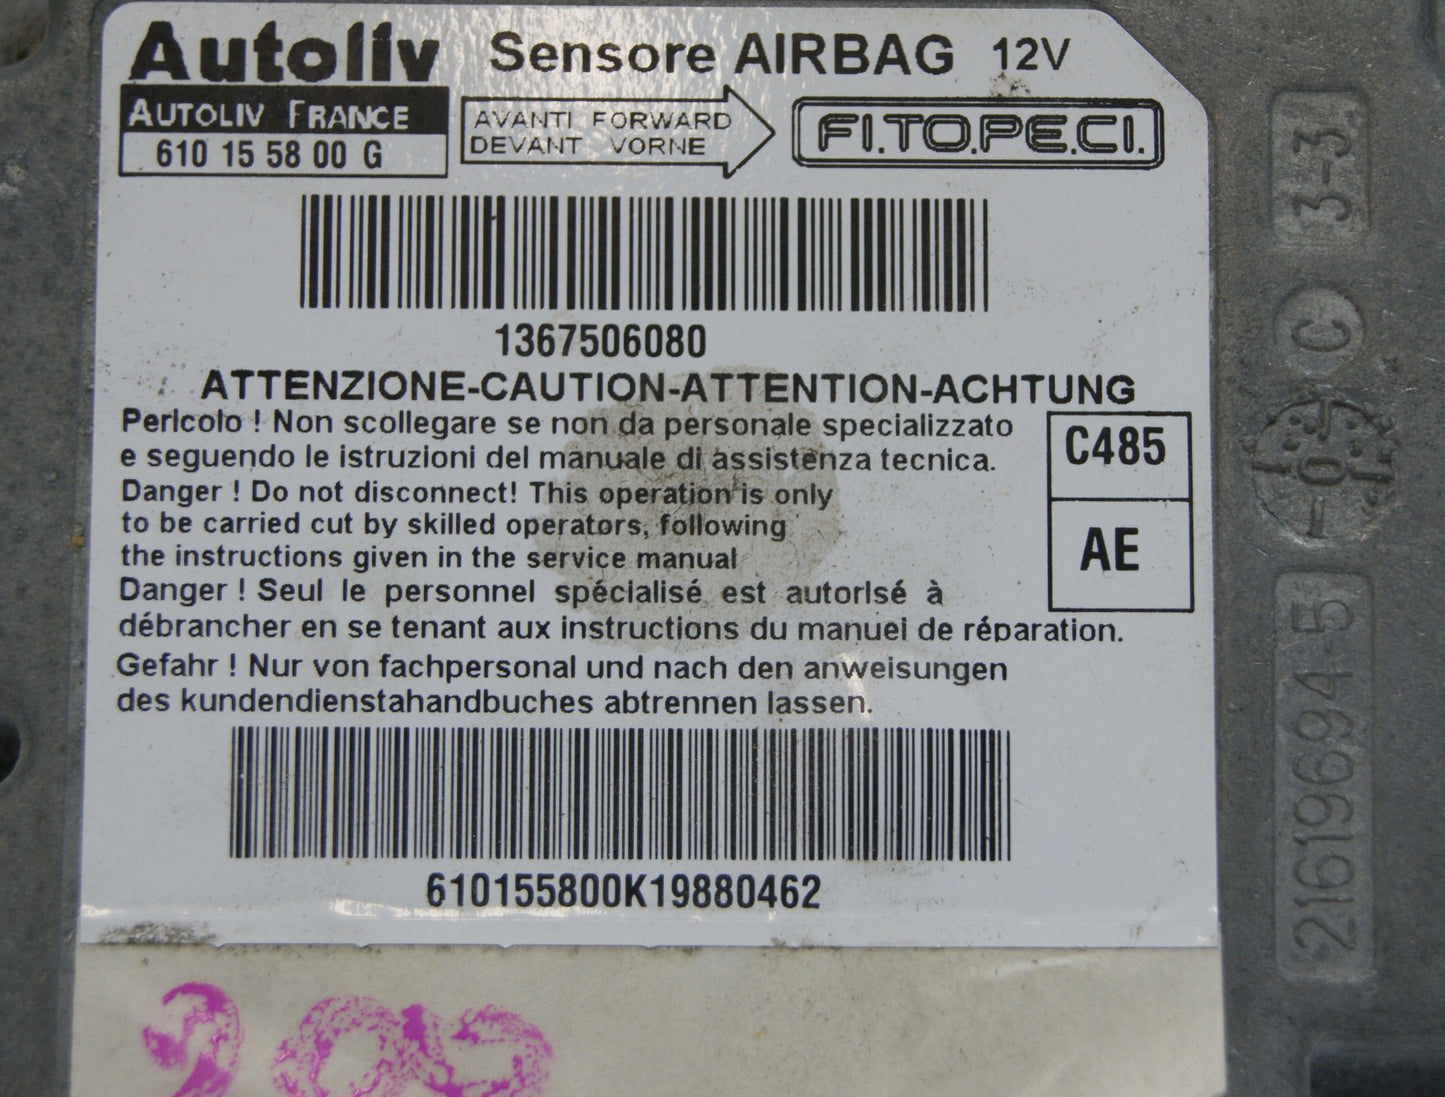 Autoliv Sensore AIRBAG 12V
AUTOLIV FRANCE
610 15 58 00 G
AVANTI FORWARD
DEVANT VORNE
FI.TO.PE.CI.
1367506080
ATTENZIONE-CAUTION-ATTENTION-ACHTUNG
Pericolo ! Non scollegare se non da personale specializzato
e seguendo le istruzioni del manuale di assistenza tecnica.
Danger ! Do not disconnect! This operation is only
to be carried cut by skilled operators, following
the instructions given in the service manual
Danger ! Seul le personnel spécialisé est autorisé à
débrancher en se tenant aux instructions du manuel de réparation.
Gefahr ! Nur von fachpersonal und nach den anweisungen
des kundendienstahandbuches abtrennen lassen.
C485
AE
610155800K19880462
3-3
C
2161969 4-5